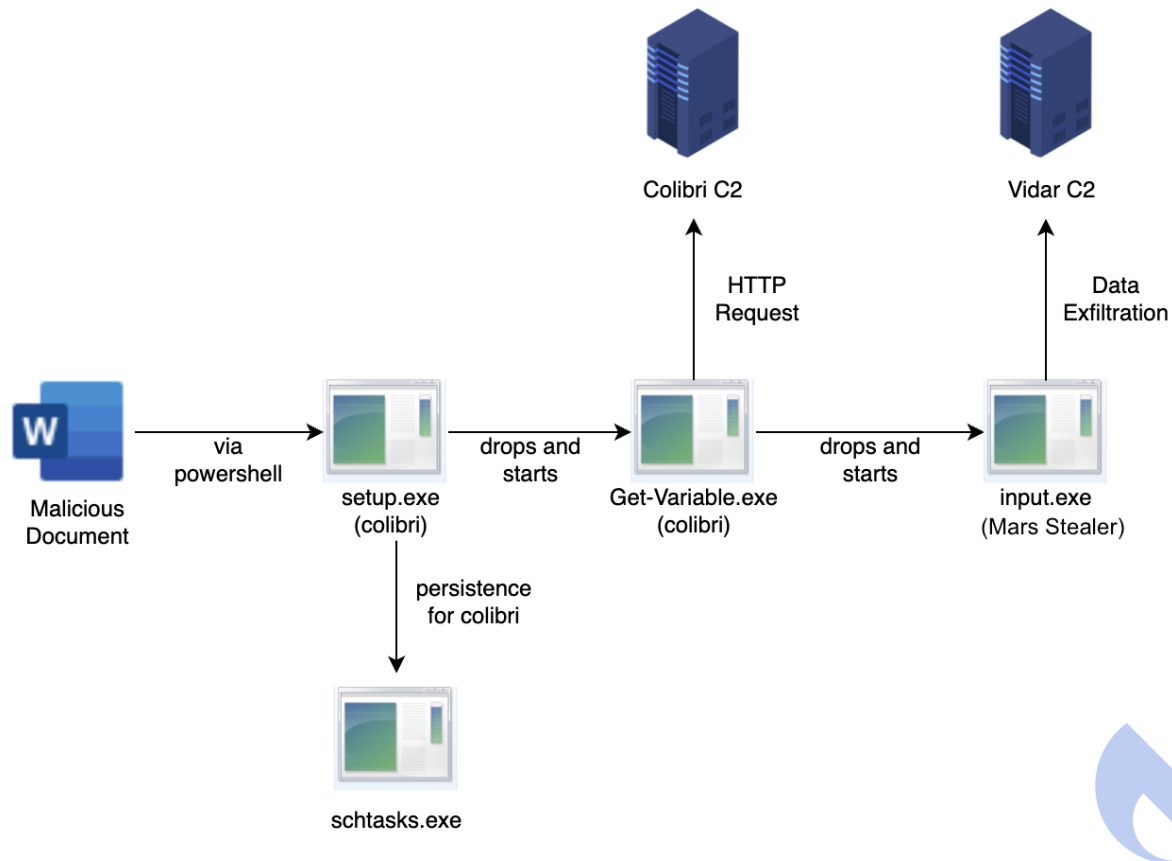 Colibri C2
Vidar C2
HTTP
Request
Data
Exfiltration
W
Malicious
Document
via
powershell
setup.exe
(colibri)
drops and
starts
Get-Variable.exe
(colibri)
drops and
starts
input.exe
(Mars Stealer)
persistence
for colibri
schtasks.exe